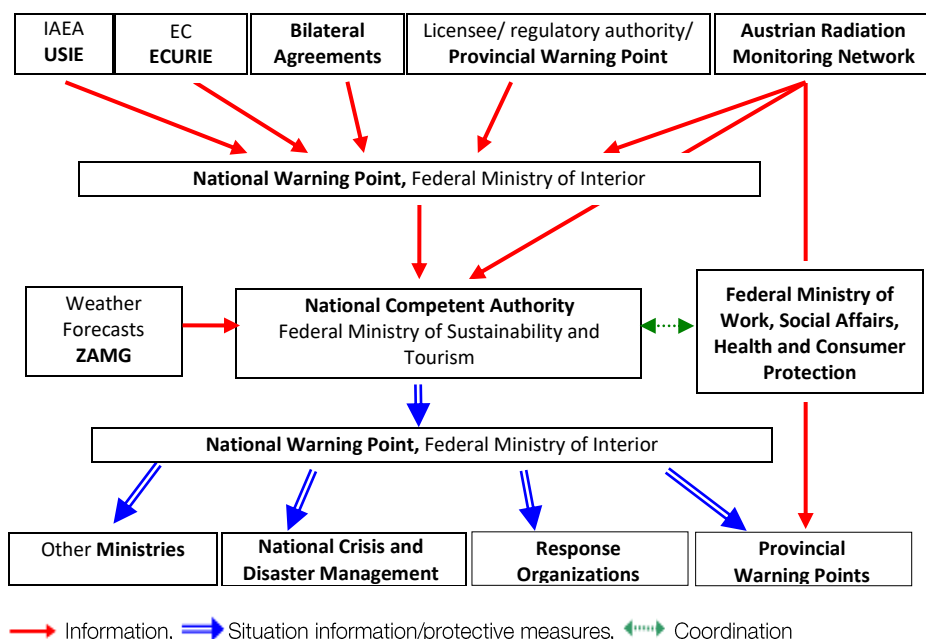 IAEA
USIE
EC
ECURIE
Bilateral
Agreements
Licensee/ regulatory authority/
Provincial Warning Point
Austrian Radiation
Monitoring Network
National Warning Point, Federal Ministry of Interior
Weather
Forecasts
ZAMG
National Competent Authority
Federal Ministry of Sustainability and
Tourism
Federal Ministry of
Work, Social Affairs,
Health and Consumer
Protection
National Warning Point, Federal Ministry of Interior
Other Ministries
National Crisis and
Disaster Management
Response
Organizations
Provincial
Warning Points
Information, Situation information/protective measures, Coordination